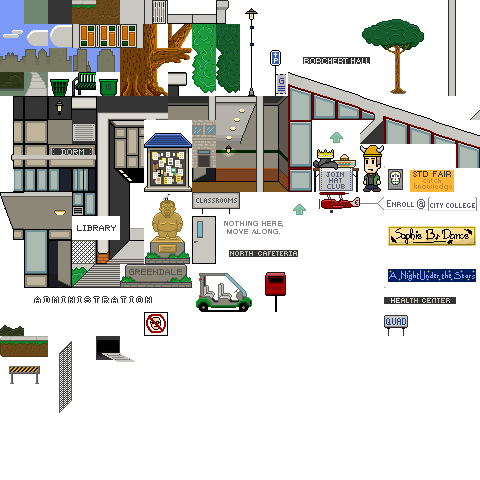 BORCHERT HALL
DORM
JOIN
HAT
CLUB
STD FAIR
catch
knowledge
CLASSROOMS
ENROLL @ CITY COLLEGE
LIBRARY
NOTHING HERE,
MOVE ALONG.
Sophie B. Dance
NORTH CAFETERIA
GREENDALE
A Night Under the Stars
ADMINISTRATION
HEALTH CENTER
QUAD